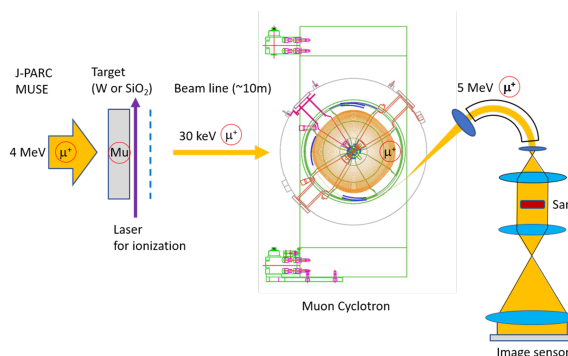 J-PARC
MUSE
Target
(W or SiO2)
Beam line (~10m)
5 MeV μ+
4 MeV μ+
Mu
30 keV μ+
μ+
Laser
for ionization
Muon Cyclotron
Image sensor